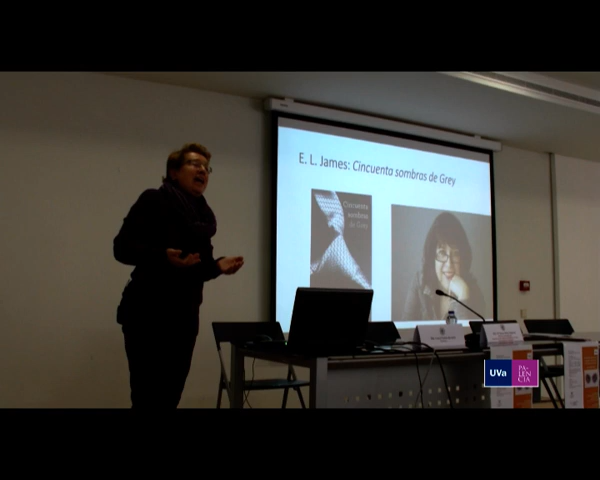 E. L. James: Cincuenta sombras de Grey
Cincuenta
sombras
de Grey
UVa
PA-
LEN
CIA